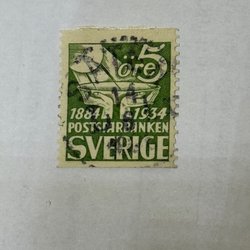 öre 5
1884 1934
POSTSPARBANKEN
SVERIGE